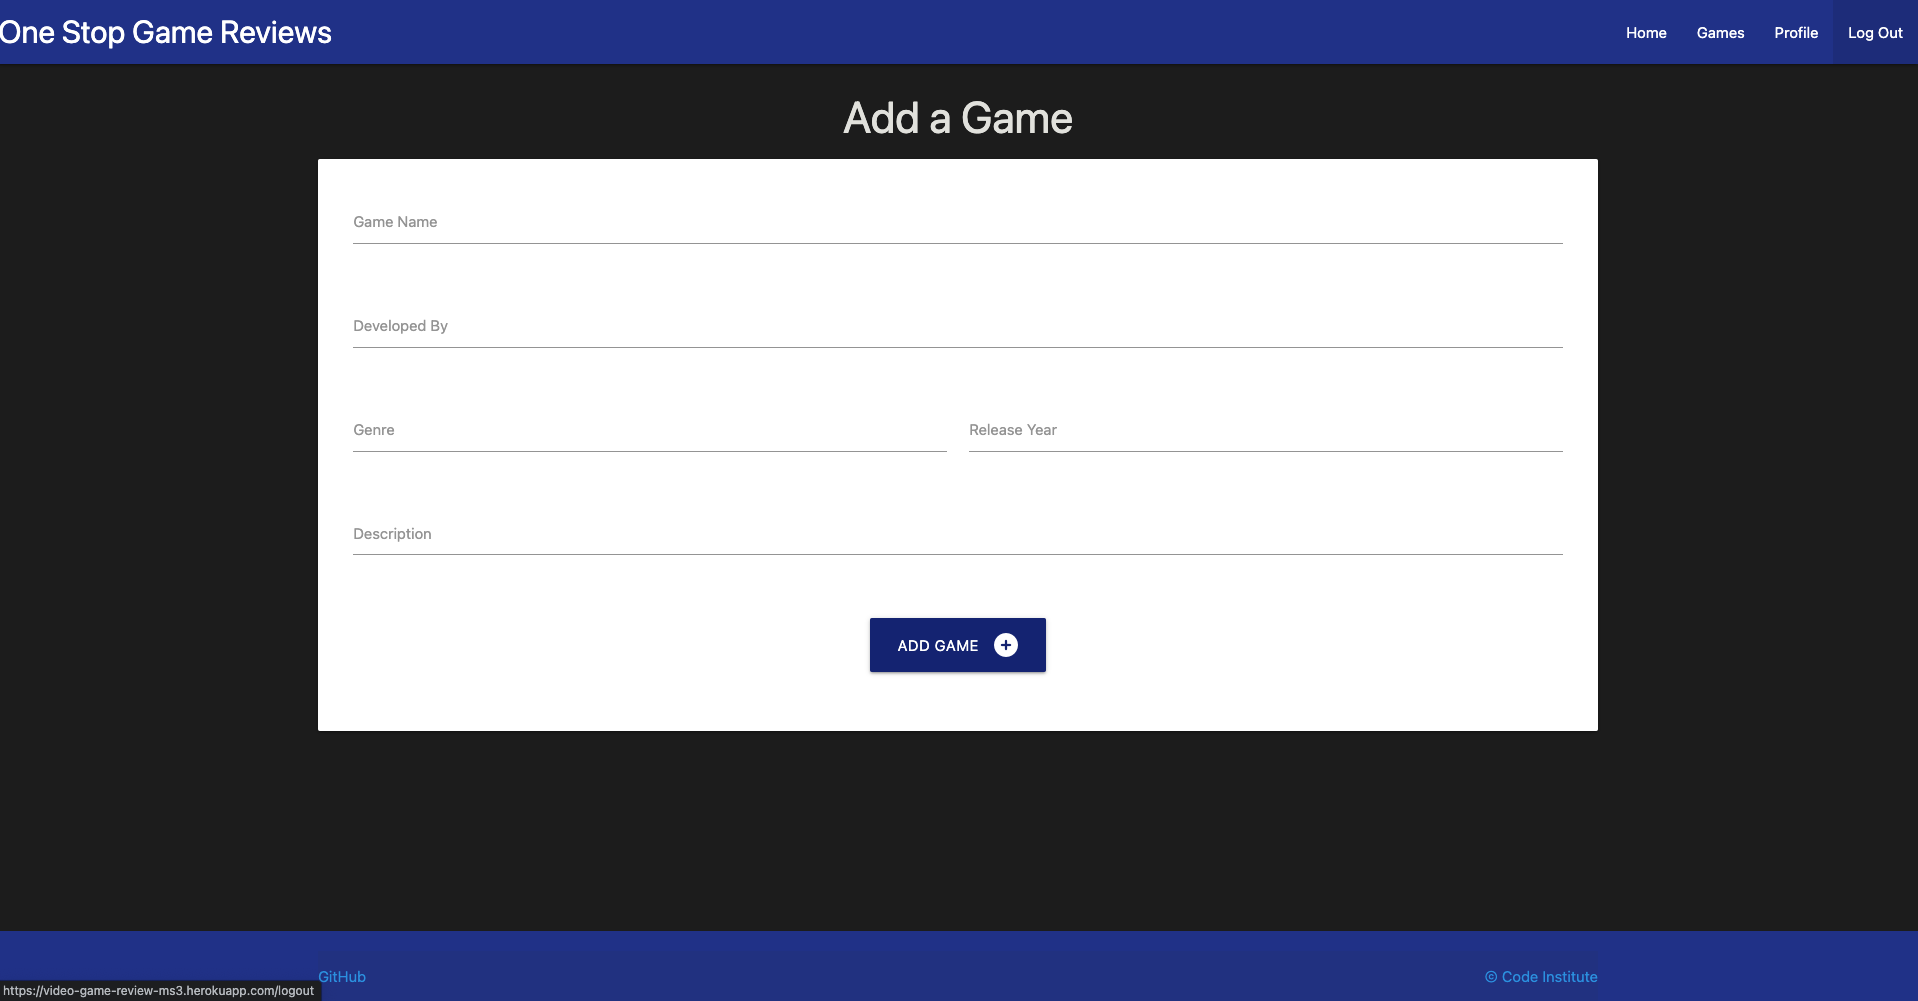 One Stop Game Reviews
Home Games Profile Log Out
Add a Game
Game Name
Developed By
Genre Release Year
Description
ADD GAME
GitHub © Code Institute
https://video-game-review-ms3.herokuapp.com/logout